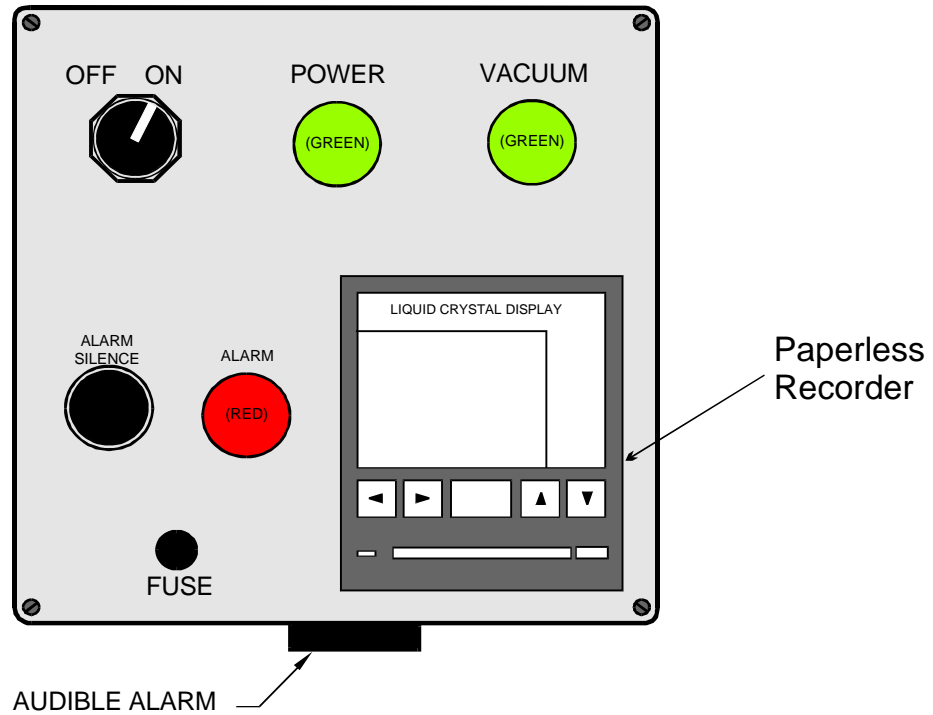 OFF ON
POWER
VACUUM
(GREEN)
(GREEN)
LIQUID CRYSTAL DISPLAY
ALARM
SILENCE
ALARM
(RED)
Paperless
Recorder
FUSE
AUDIBLE ALARM